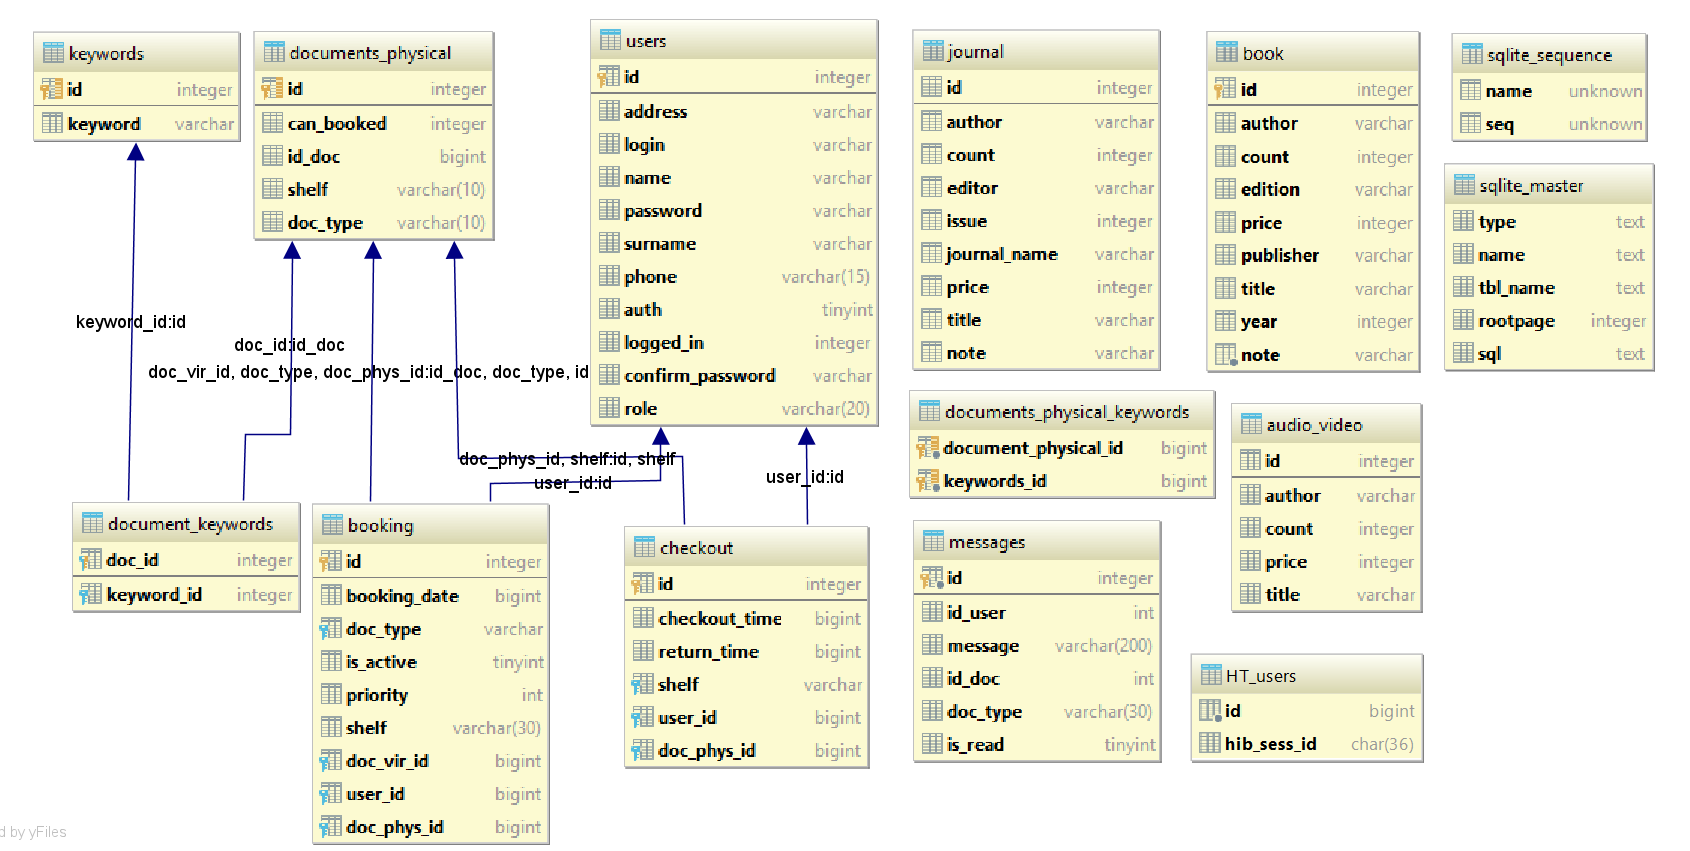 keywords
id integer
keyword varchar
documents_physical
id integer
can_booked integer
id_doc bigint
shelf varchar(10)
doc_type varchar(10)
users
id integer
address varchar
login varchar
name varchar
password varchar
surname varchar
phone varchar(15)
auth tinyint
logged_in integer
confirm_password varchar
role varchar(20)
journal
id integer
author varchar
count integer
editor varchar
issue integer
journal_name varchar
price integer
title varchar
note varchar
book
id integer
author varchar
count integer
edition varchar
price integer
publisher varchar
title varchar
year integer
note varchar
sqlite_sequence
name unknown
seq unknown
sqlite_master
type text
name text
tbl_name text
rootpage integer
sql text
keyword_id:id
doc_id:id_doc
doc_vir_id, doc_type, doc_phys_id:id_doc, doc_type, id
doc_phys_id, shelf:id, shelf
user_id:id
user_id:id
documents_physical_keywords
document_physical_id bigint
keywords_id bigint
audio_video
id integer
author varchar
count integer
price integer
title varchar
document_keywords
doc_id integer
keyword_id integer
booking
id integer
booking_date bigint
doc_type varchar
is_active tinyint
priority int
shelf varchar(30)
doc_vir_id bigint
user_id bigint
doc_phys_id bigint
checkout
id integer
checkout_time bigint
return_time bigint
shelf varchar
user_id bigint
doc_phys_id bigint
messages
id integer
id_user int
message varchar(200)
id_doc int
doc_type varchar(30)
is_read tinyint
HT_users
id bigint
hib_sess_id char(36)
d by yFiles